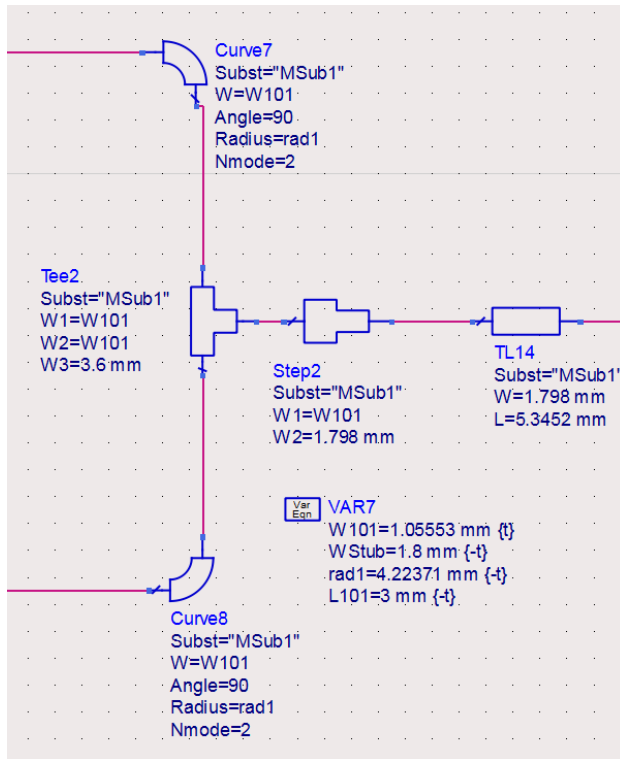 Curve7
Subst="MSub1"
W=W101
Angle=90
Radius=rad1
Nmode=2
Tee2
Subst="MSub1"
W1=W101
W2=W101
W3=3.6 mm
Step2
Subst="MSub1"
W1=W101
W2=1.798 mm
TL14
Subst="MSub1"
W=1.798 mm
L=5.3452 mm
Var
Eqn
VAR7
W101=1.05553 mm {t}
WStub=1.8 mm {-t}
rad1=4.22371 mm {-t}
L101=3 mm {-t}
Curve8
Subst="MSub1"
W=W101
Angle=90
Radius=rad1
Nmode=2